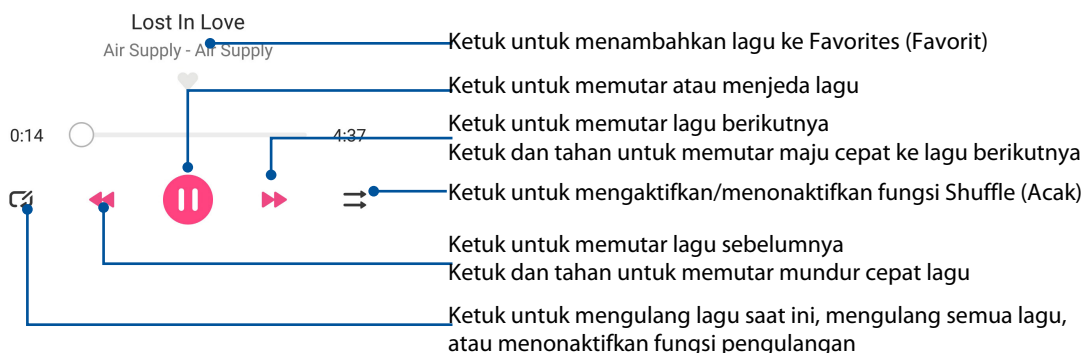 Lost In Love
Air Supply - Air Supply
Ketuk untuk menambahkan lagu ke Favorites (Favorit)
Ketuk untuk memutar atau menjeda lagu
0:14
4:37
Ketuk untuk memutar lagu berikutnya
Ketuk dan tahan untuk memutar maju cepat ke lagu berikutnya
Ketuk untuk mengaktifkan/menonaktifkan fungsi Shuffle (Acak)
Ketuk untuk memutar lagu sebelumnya
Ketuk dan tahan untuk memutar mundur cepat lagu
Ketuk untuk mengulang lagu saat ini, mengulang semua lagu,
atau menonaktifkan fungsi pengulangan